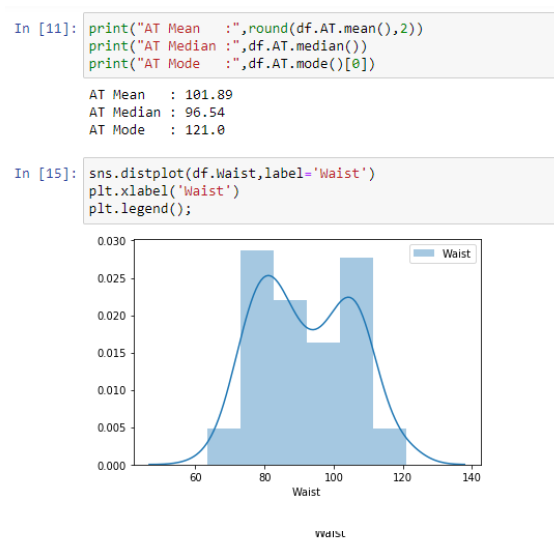 In [11]: print("AT Mean   :",round(df.AT.mean(),2))
print("AT Median :",df.AT.median())
print("AT Mode   :",df.AT.mode()[0])
AT Mean   : 101.89
AT Median : 96.54
AT Mode   : 121.0
In [15]: sns.distplot(df.Waist,label='Waist')
plt.xlabel('Waist')
plt.legend();
0.030
Waist
0.025
0.020
0.015
0.010
0.005
0.000
60 80 100 120 140
Waist
Waist